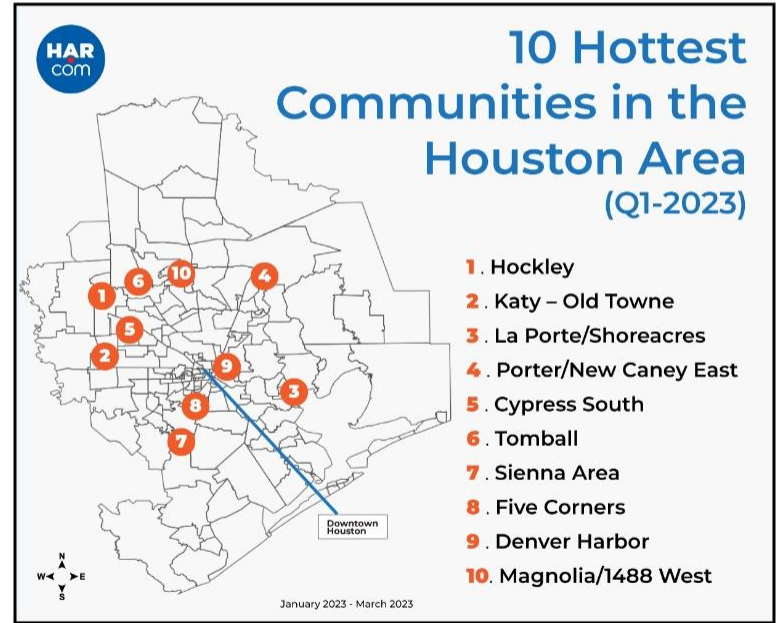 HAR
com
10 Hottest
Communities in the
Houston Area
(Q1-2023)
1. Hockley
2. Katy – Old Towne
3. La Porte/Shoreacres
4. Porter/New Caney East
5. Cypress South
6. Tomball
7. Sienna Area
8. Five Corners
9. Denver Harbor
10. Magnolia/1488 West
10
4
6
1
5
2
9
3
8
7
Downtown
Houston
N
W
E
S
January 2023 - March 2023